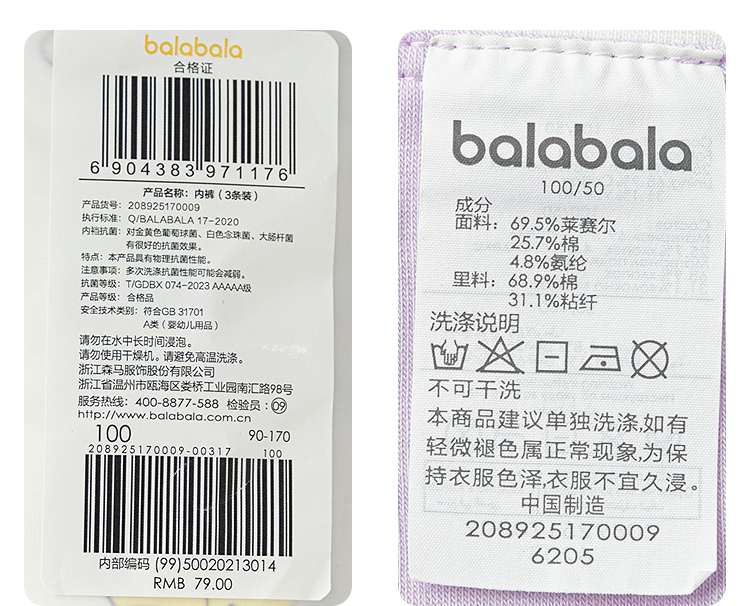 balabala
合格证
6 904383 971176
产品名称：内裤（3条装）
产品货号：208925170009
执行标准：Q/BALABALA 17-2020
内裆抗菌：对金黄色葡萄球菌、白色念珠菌、大肠杆菌
有很好的抗菌效果。
特点：本产品具有物理抗菌性能。
注意事项：多次洗涤抗菌性能可能会减弱。
抗菌等级：T/GDBX 074-2023 AAAAA级
产品等级：合格品
安全技术类别：符合GB 31701
A类（婴幼儿用品）
请勿在水中长时间浸泡。
请勿使用干燥机。请避免高温洗涤。
浙江森马服饰股份有限公司
浙江省温州市瓯海区娄桥工业园南汇路98号
服务热线：400-8877-588 检验员：09
http://www.balabala.com.cn
100 90-170
208925170009-00317 100
内部编码 (99)50020213014
RMB 79.00
balabala
100/50
成分
面料：69.5%莱赛尔
25.7%棉
4.8%氨纶
里料：68.9%棉
31.1%粘纤
洗涤说明
不可干洗
本商品建议单独洗涤,如有
轻微褪色属正常现象,为保
持衣服色泽,衣服不宜久浸。
中国制造
208925170009
6205